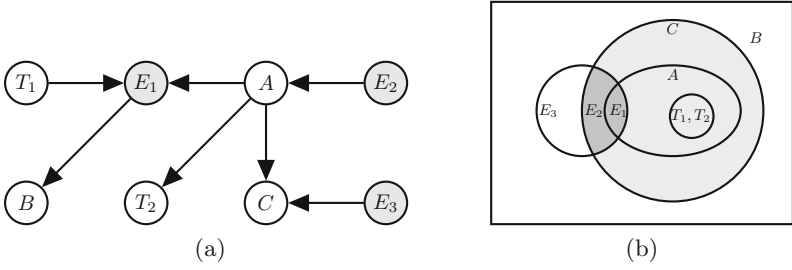 T₁ E₁ A E₂
B T₂ C E₃
(a)
C
B
A
E₃ E₂ E₁ T₁, T₂
(b)